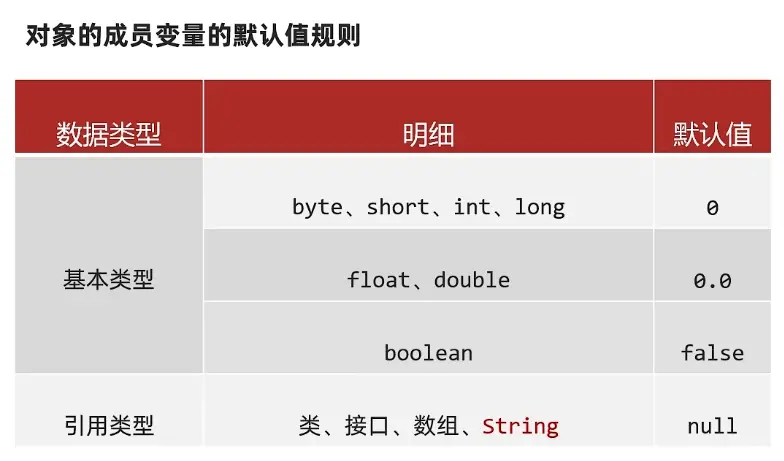 对象的成员变量的默认值规则
数据类型 明细 默认值
byte、short、int、long 0
基本类型 float、double 0.0
boolean false
引用类型 类、接口、数组、String null